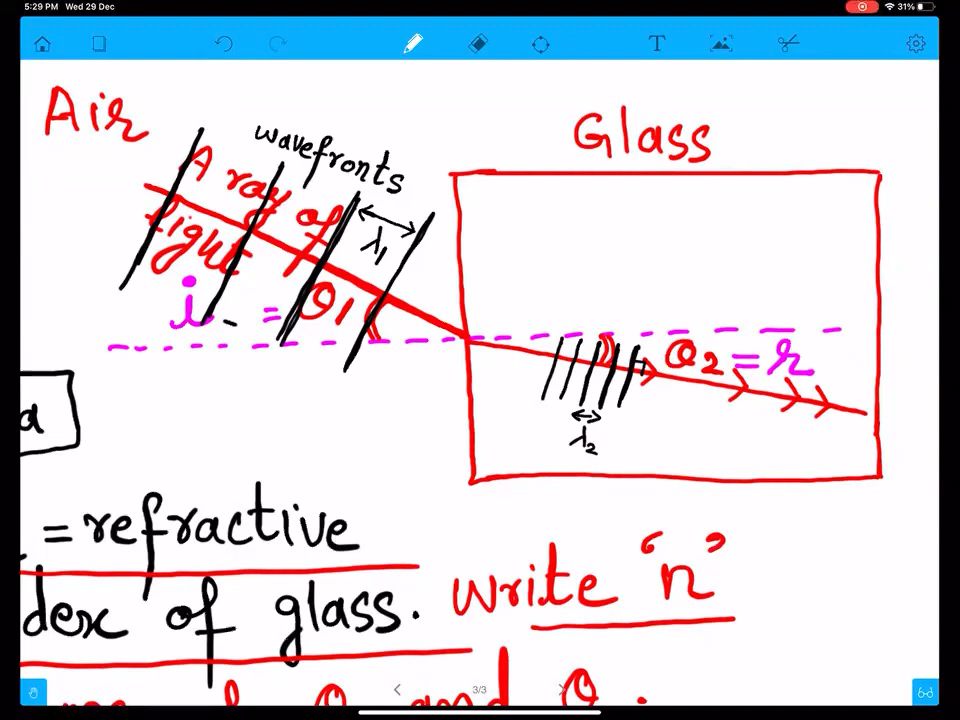 5:29 PM Wed 29 Dec
31%
T
Air
wavefronts
Glass
A ray of
light
λ1
i = θ1
θ2 = r
λ2
a
= refractive
dex of glass. write 'n'
3/3
θ and θ